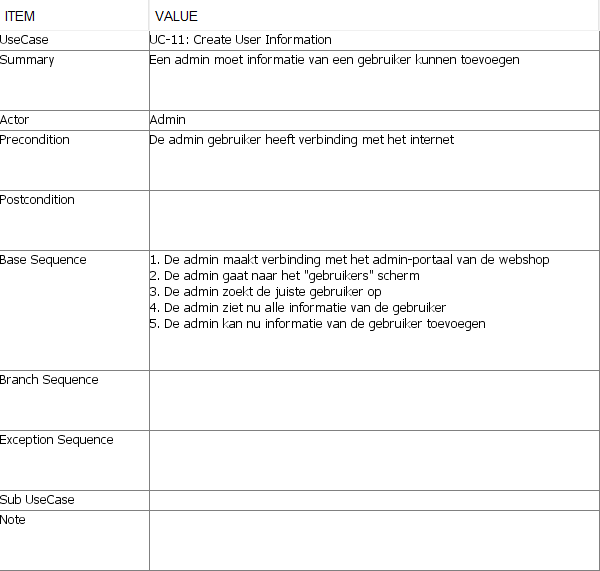 ITEM VALUE
UseCase UC-11: Create User Information
Summary Een admin moet informatie van een gebruiker kunnen toevoegen
Actor Admin
Precondition De admin gebruiker heeft verbinding met het internet
Postcondition
Base Sequence 1. De admin maakt verbinding met het admin-portaal van de webshop
2. De admin gaat naar het "gebruikers" scherm
3. De admin zoekt de juiste gebruiker op
4. De admin ziet nu alle informatie van de gebruiker
5. De admin kan nu informatie van de gebruiker toevoegen
Branch Sequence
Exception Sequence
Sub UseCase
Note